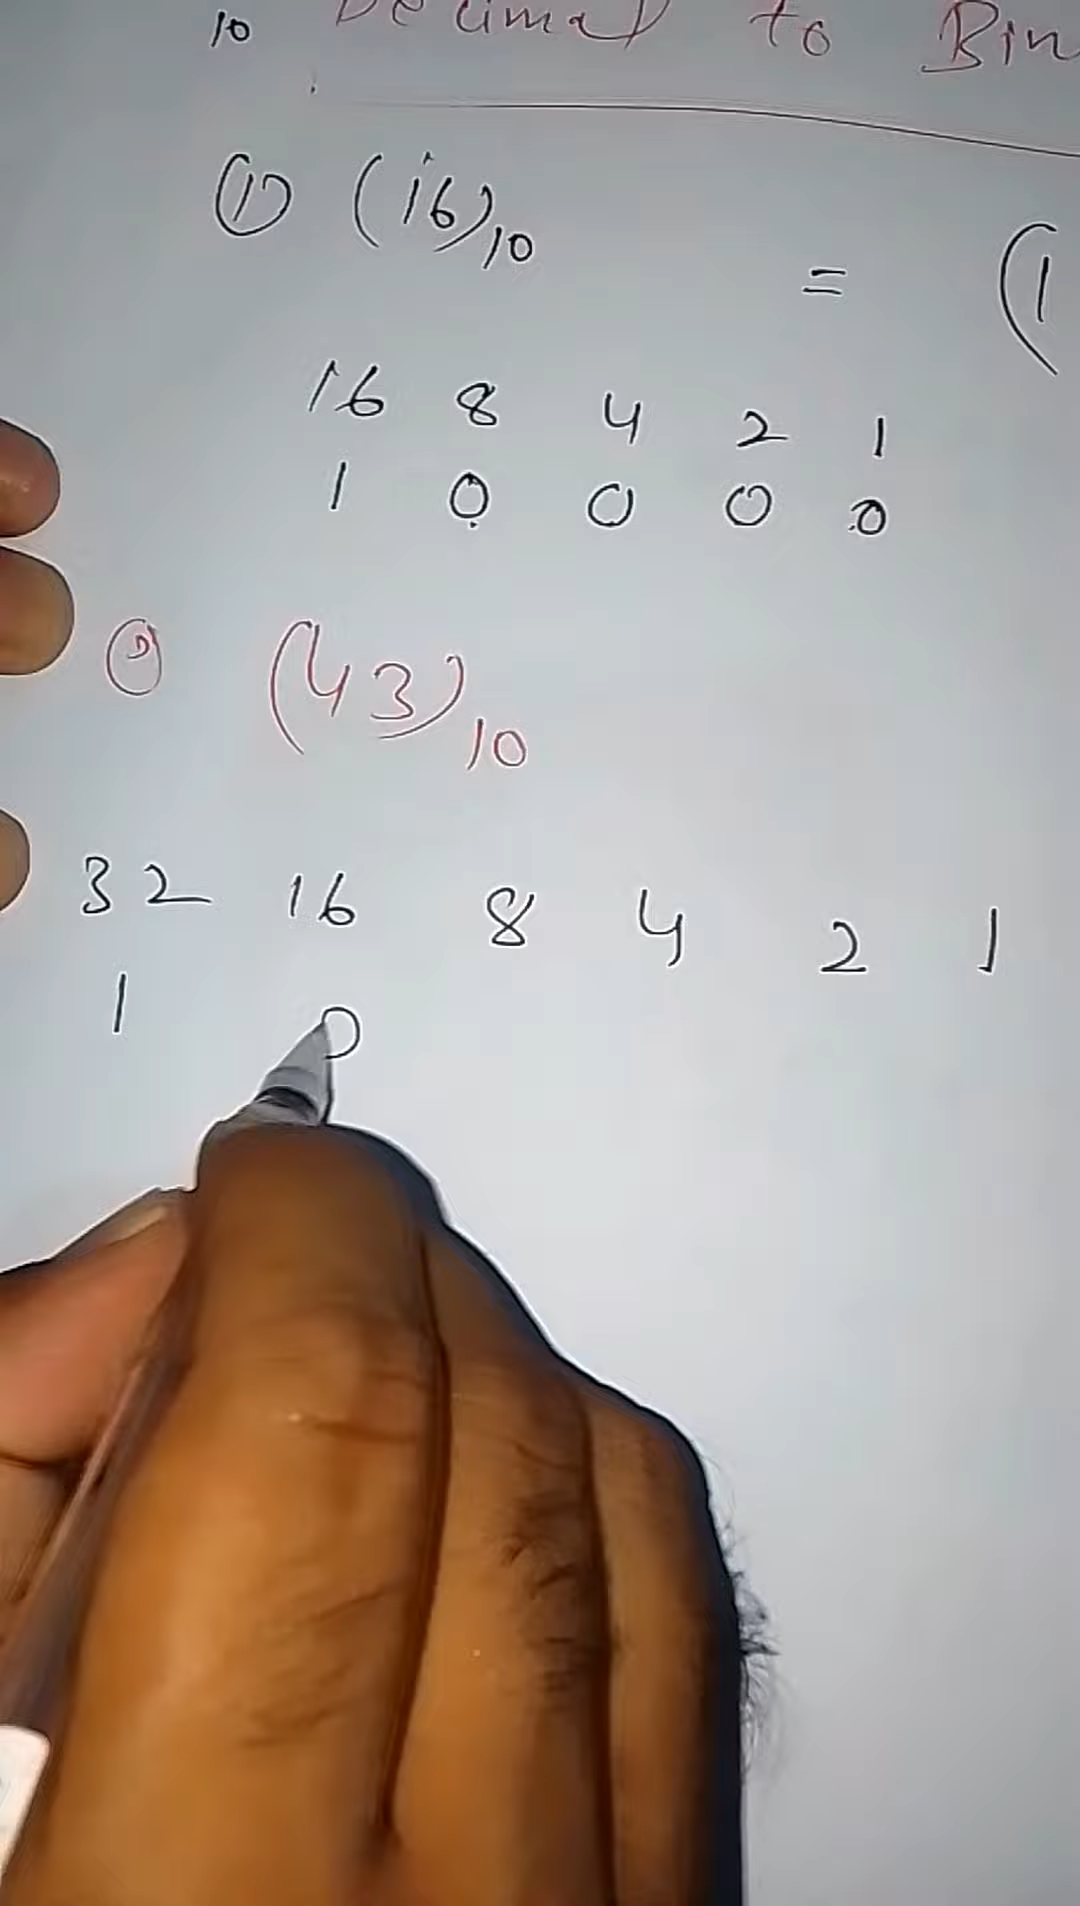 10 Decimal to Bin
① (16)10 = (1
16 8 4 2 1
1 0 0 0 0
② (43)10
32 16 8 4 2 1
1 0